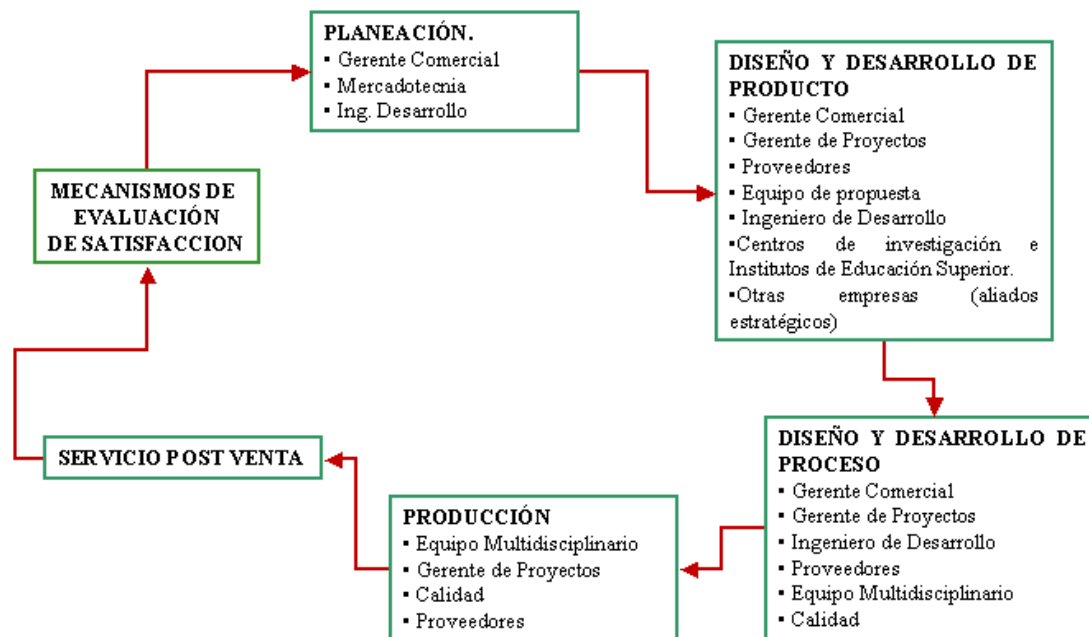 PLANEACIÓN.
▪ Gerente Comercial
▪ Mercadotecnia
▪ Ing. Desarrollo
DISEÑO Y DESARROLLO DE
PRODUCTO
▪ Gerente Comercial
▪ Gerente de Proyectos
▪ Proveedores
▪ Equipo de propuesta
▪ Ingeniero de Desarrollo
▪Centros de investigación e
Institutos de Educación Superior.
▪Otras empresas (aliados
estratégicos)
DISEÑO Y DESARROLLO DE
PROCESO
▪ Gerente Comercial
▪ Gerente de Proyectos
▪ Ingeniero de Desarrollo
▪ Proveedores
▪ Equipo Multidisciplinario
▪ Calidad
PRODUCCIÓN
▪ Equipo Multidisciplinario
▪ Gerente de Proyectos
▪ Calidad
▪ Proveedores
SERVICIO POST VENTA
MECANISMOS DE
EVALUACIÓN
DE SATISFACCION